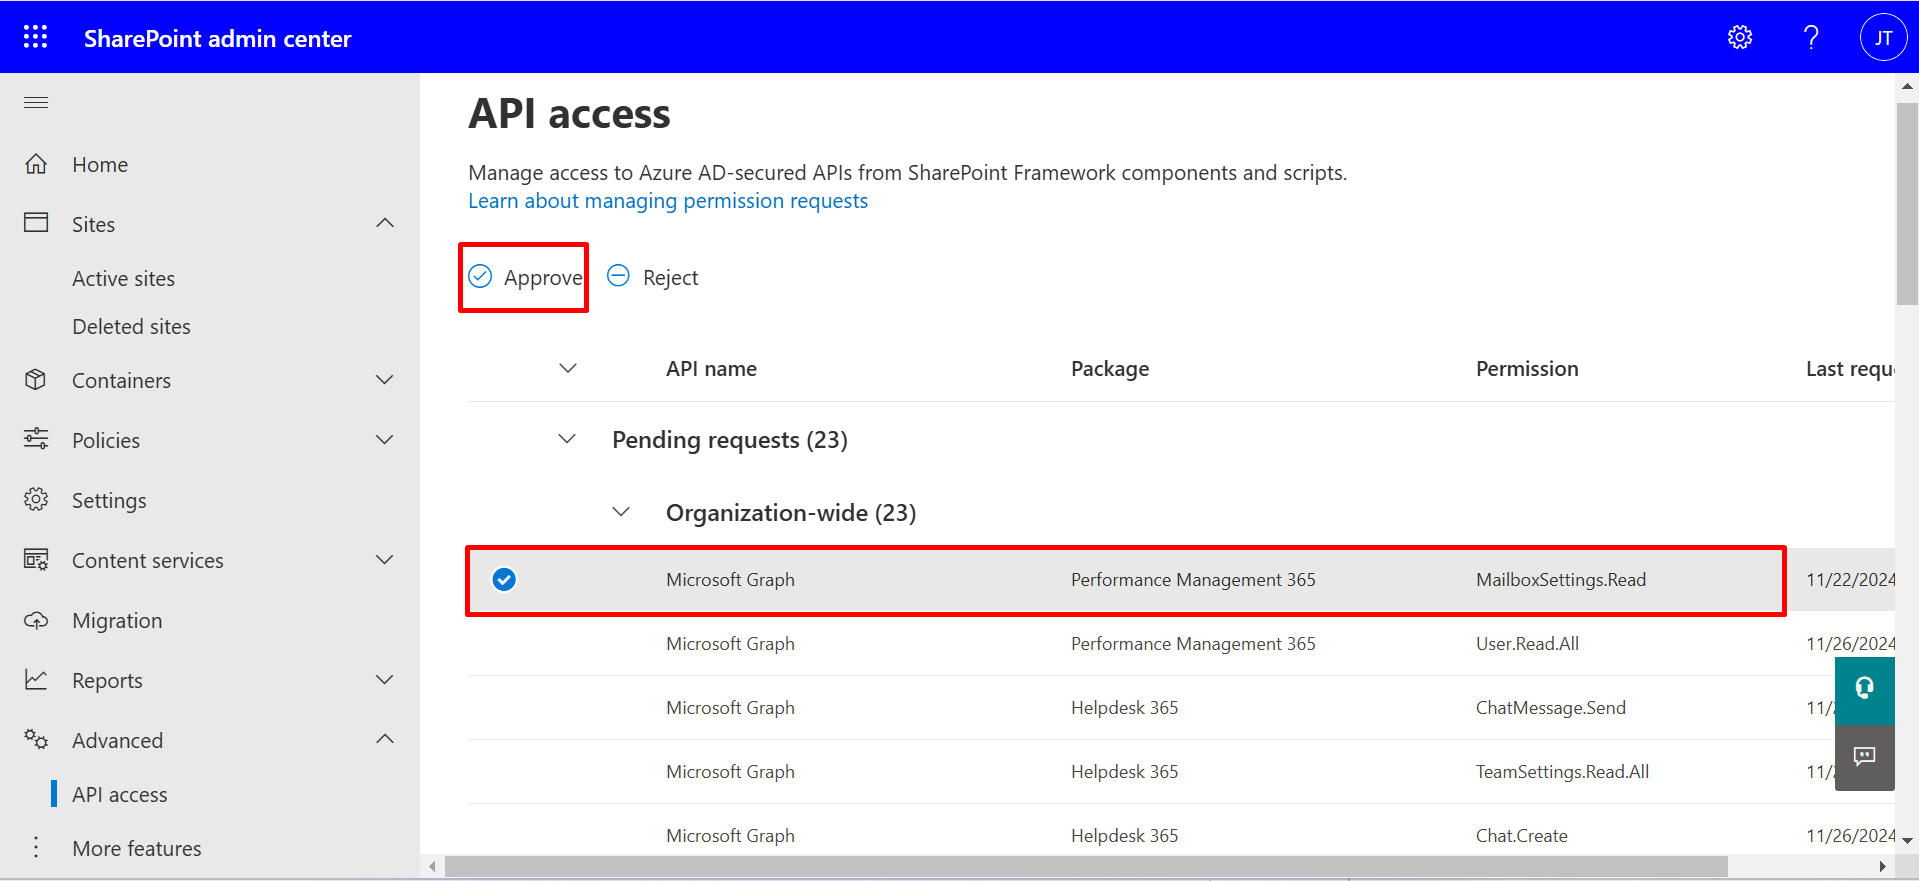 SharePoint admin center
JT
Home
Sites
Active sites
Deleted sites
Containers
Policies
Settings
Content services
Migration
Reports
Advanced
API access
More features
API access
Manage access to Azure AD-secured APIs from SharePoint Framework components and scripts.
Learn about managing permission requests
Approve Reject
API name Package Permission Last requ
Pending requests (23)
Organization-wide (23)
Microsoft Graph Performance Management 365 MailboxSettings.Read 11/22/2024
Microsoft Graph Performance Management 365 User.Read.All 11/26/2024
Microsoft Graph Helpdesk 365 ChatMessage.Send 11/
Microsoft Graph Helpdesk 365 TeamSettings.Read.All 11/
Microsoft Graph Helpdesk 365 Chat.Create 11/26/2024